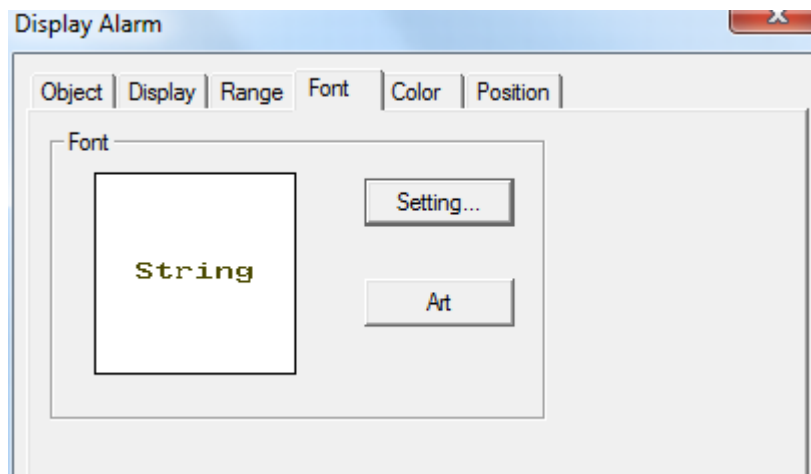 Display Alarm
Object Display Range Font Color Position
Font
Setting...
String
Art